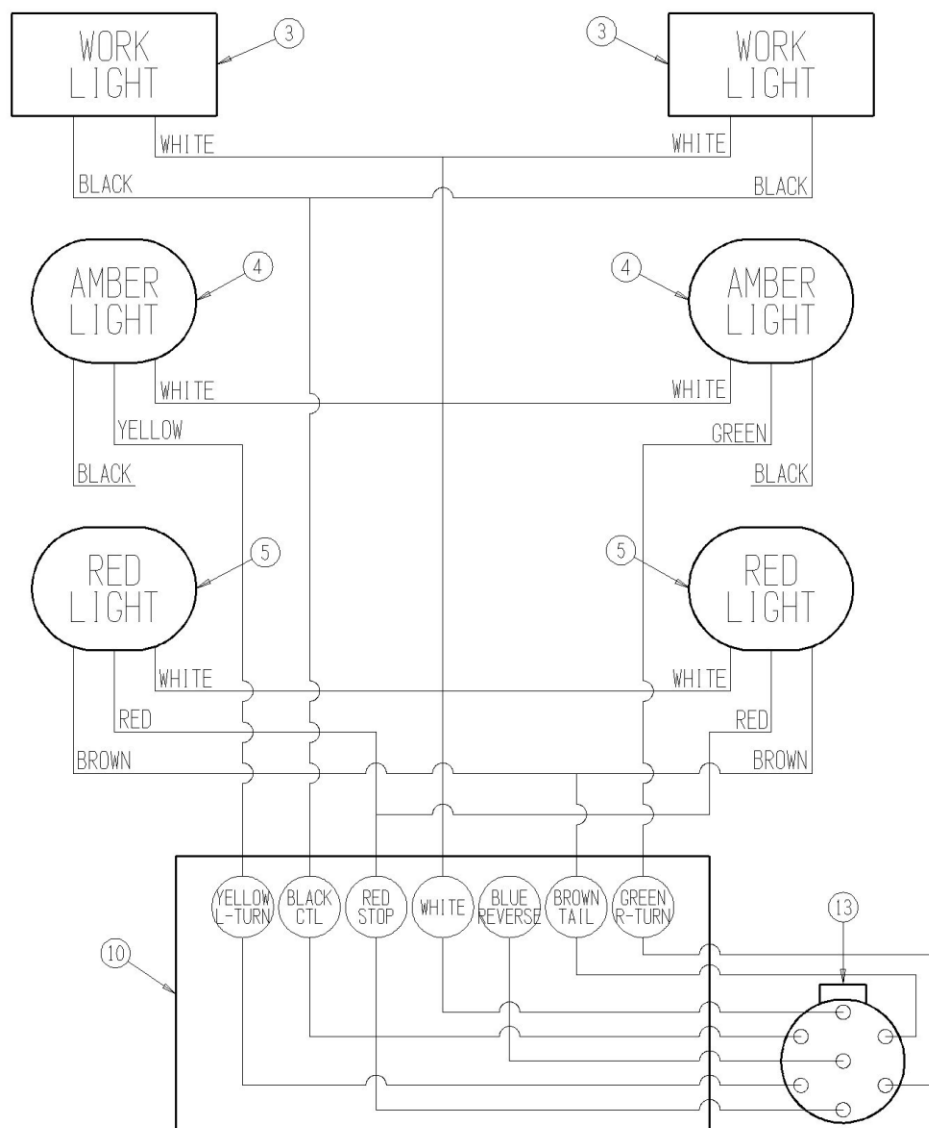 3
3
WORK
LIGHT
WORK
LIGHT
WHITE
WHITE
BLACK
BLACK
4
4
AMBER
LIGHT
AMBER
LIGHT
WHITE
WHITE
YELLOW
GREEN
BLACK
BLACK
5
5
RED
LIGHT
RED
LIGHT
WHITE
WHITE
RED
RED
BROWN
BROWN
YELLOW
L-TURN
BLACK
CTL
RED
STOP
WHITE
BLUE
REVERSE
BROWN
TAIL
GREEN
R-TURN
10
13